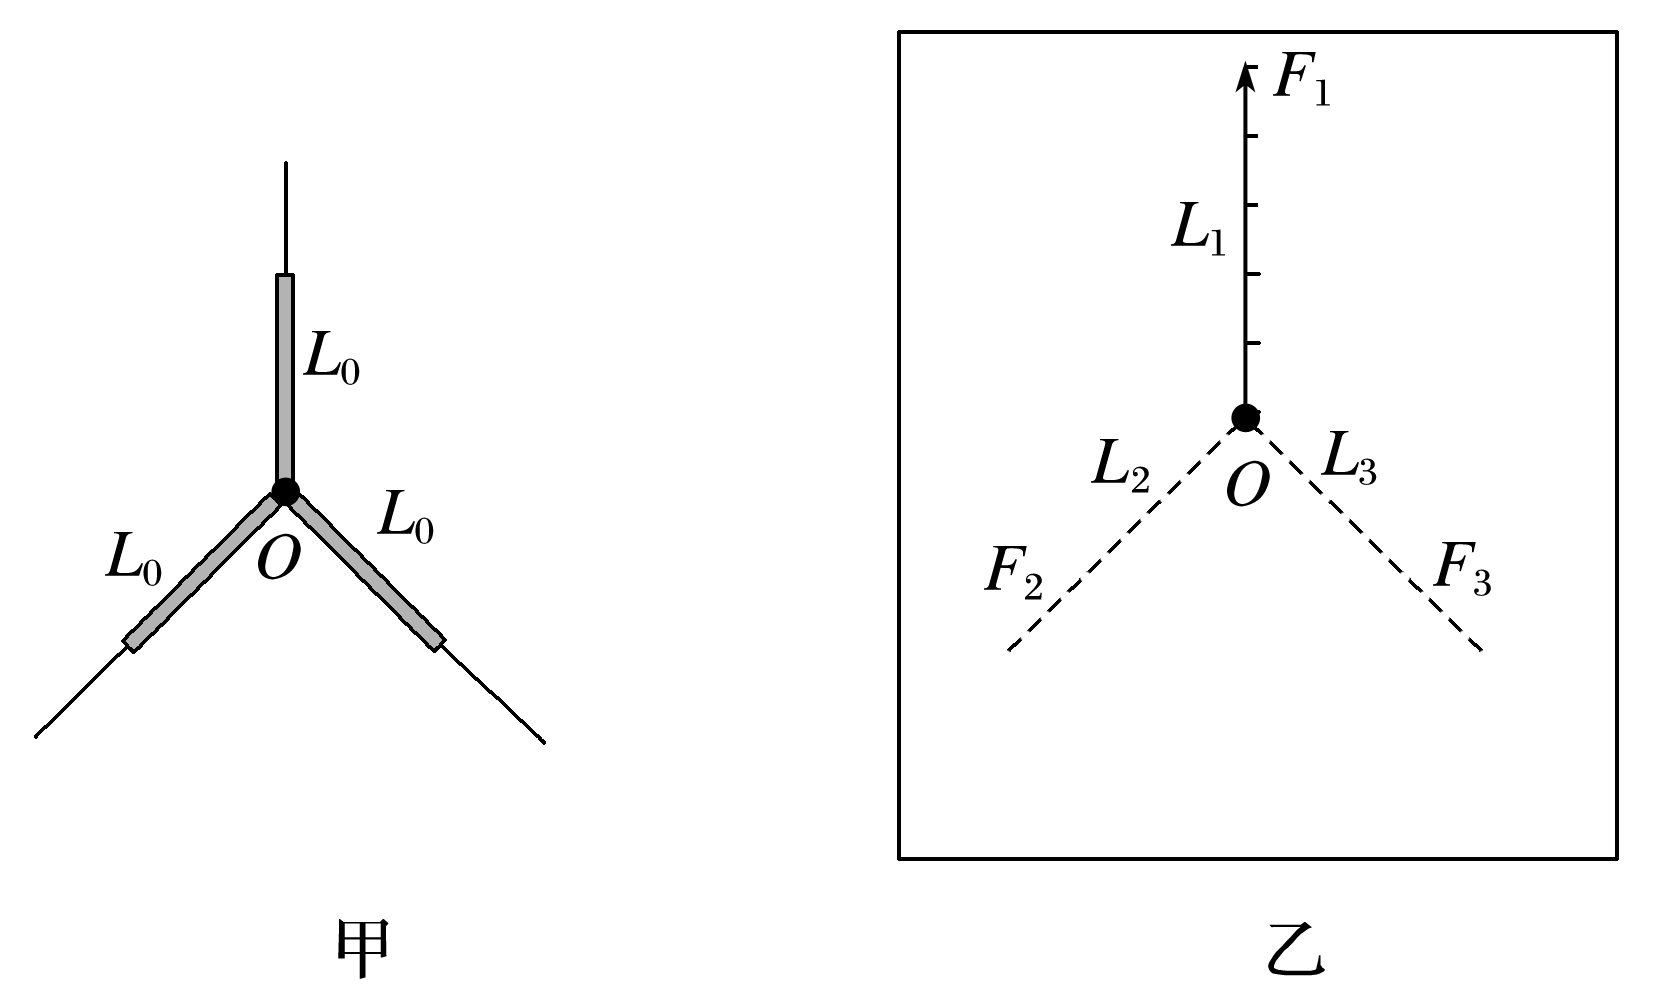 L₀
L₀
L₀
O
甲
F₁
L₁
L₂
L₃
O
F₂
F₃
乙